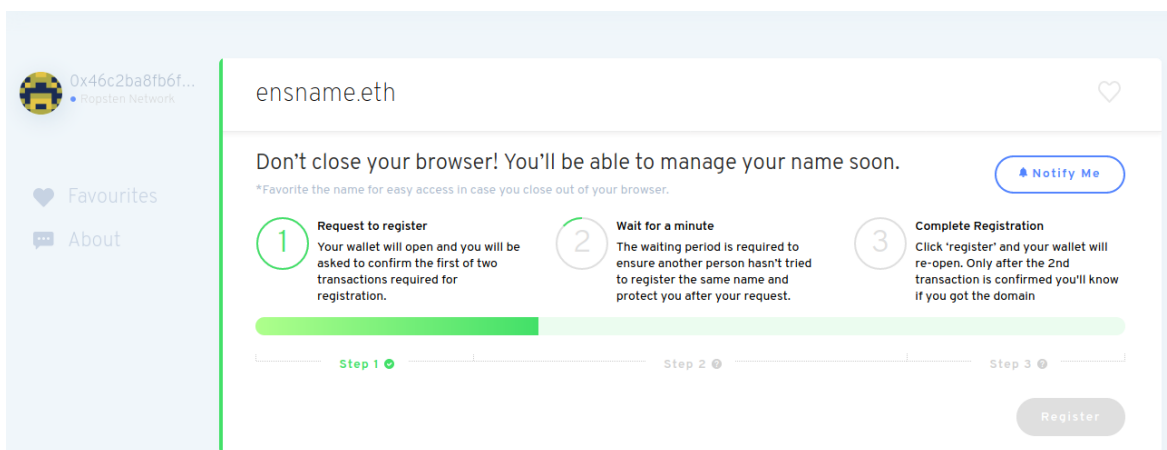 0x46c2ba8fb6f...
Ropsten Network
Favourites
About
ensname.eth
Don't close your browser! You'll be able to manage your name soon.
*Favorite the name for easy access in case you close out of your browser.
Notify Me
1
Request to register
Your wallet will open and you will be
asked to confirm the first of two
transactions required for
registration.
2
Wait for a minute
The waiting period is required to
ensure another person hasn't tried
to register the same name and
protect you after your request.
3
Complete Registration
Click ‘register’ and your wallet will
re-open. Only after the 2nd
transaction is confirmed you'll know
if you got the domain
Step 1
Step 2
Step 3
Register